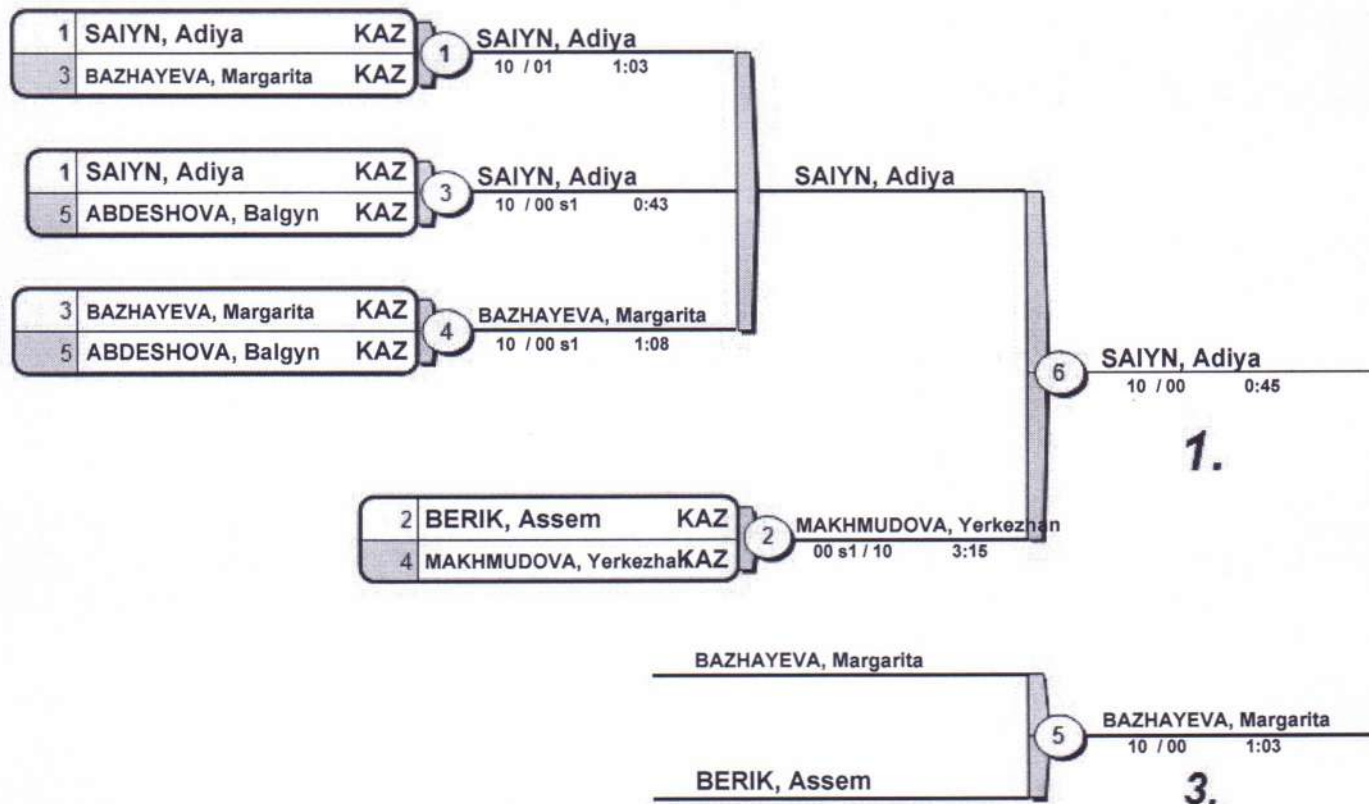 1 SAIYN, Adiya KAZ
3 BAZHAYEVA, Margarita KAZ
1
SAIYN, Adiya
10 / 01 1:03
1 SAIYN, Adiya KAZ
5 ABDESHOVA, Balgyn KAZ
3
SAIYN, Adiya
10 / 00 s1 0:43
SAIYN, Adiya
3 BAZHAYEVA, Margarita KAZ
5 ABDESHOVA, Balgyn KAZ
4
BAZHAYEVA, Margarita
10 / 00 s1 1:08
6
SAIYN, Adiya
10 / 00 0:45
1.
2 BERIK, Assem KAZ
4 MAKHMUDOVA, Yerkezha KAZ
2
MAKHMUDOVA, Yerkezhan
00 s1 / 10 3:15
BAZHAYEVA, Margarita
5
BAZHAYEVA, Margarita
10 / 00 1:03
BERIK, Assem
3.